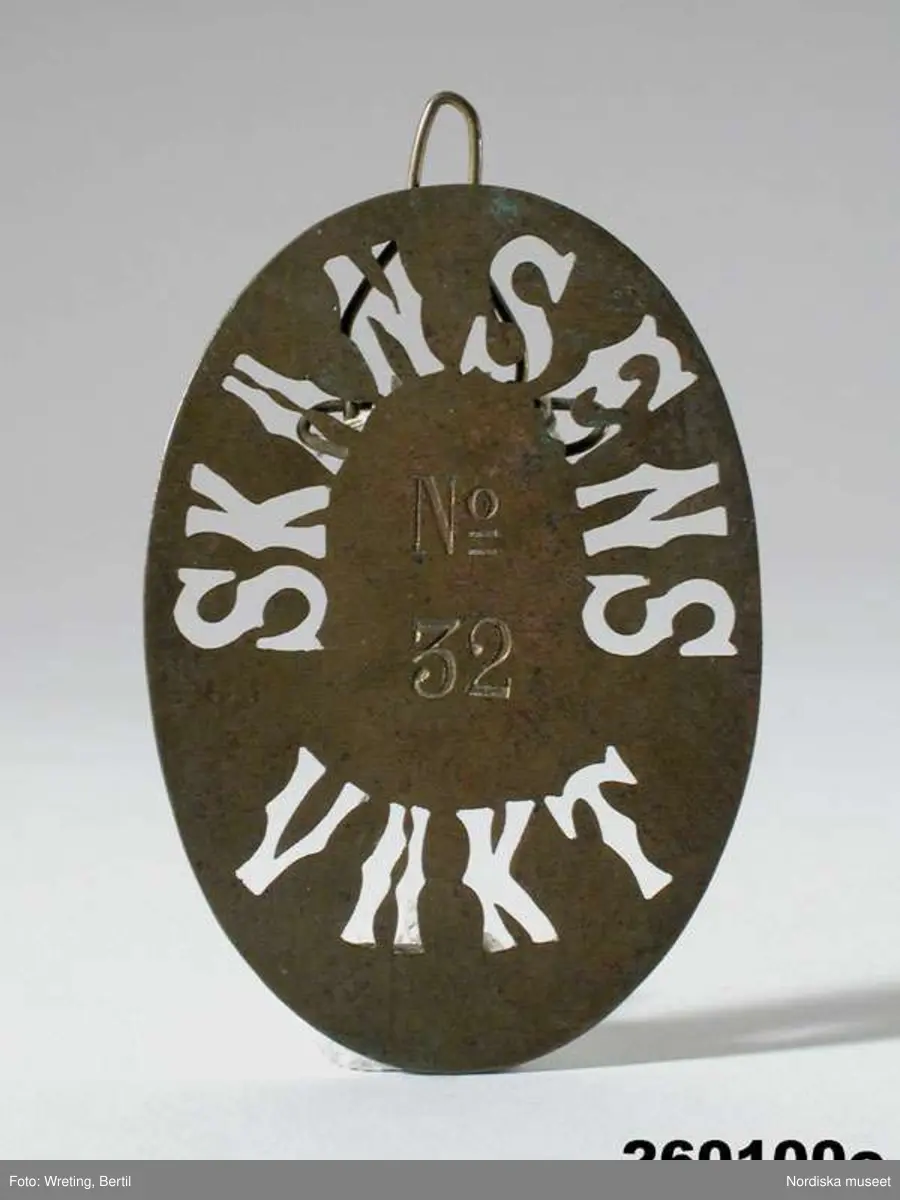 SKANSENS
Nº
32
VAKT
Foto: Wreting, Bertil
Nordiska museet